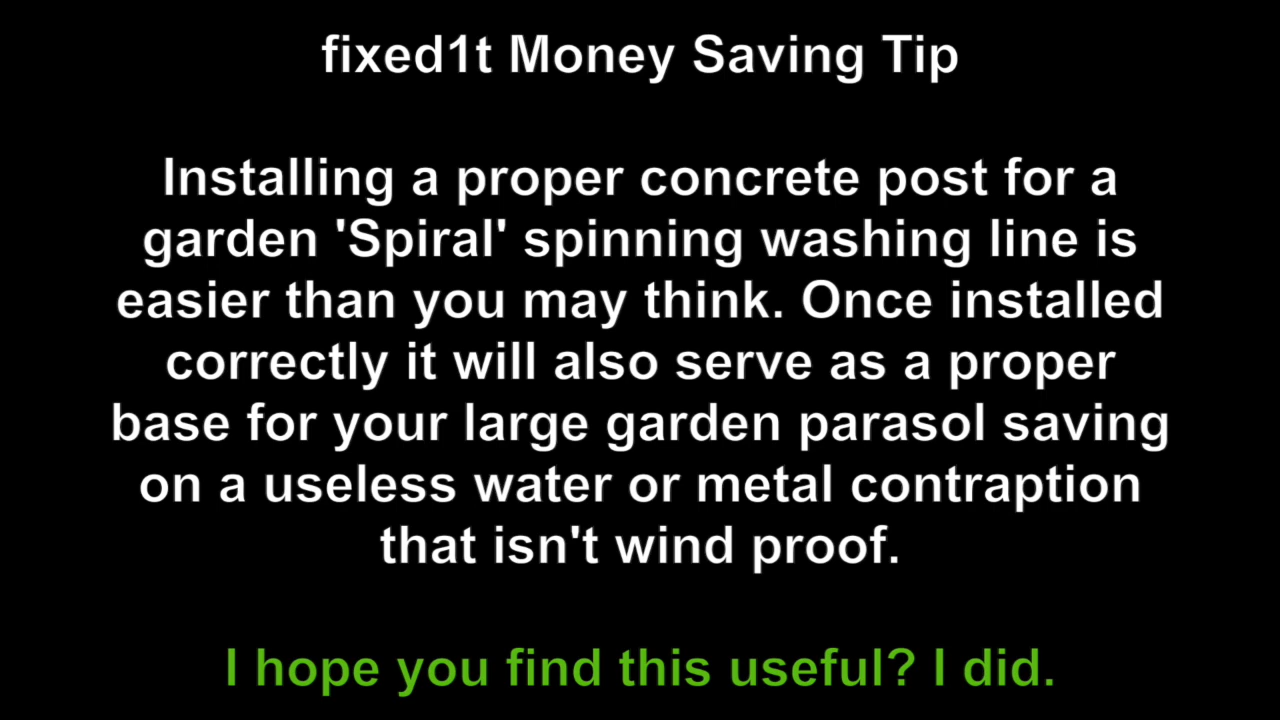 fixed1t Money Saving Tip
Installing a proper concrete post for a
garden 'Spiral' spinning washing line is
easier than you may think. Once installed
correctly it will also serve as a proper
base for your large garden parasol saving
on a useless water or metal contraption
that isn't wind proof.
I hope you find this useful? I did.